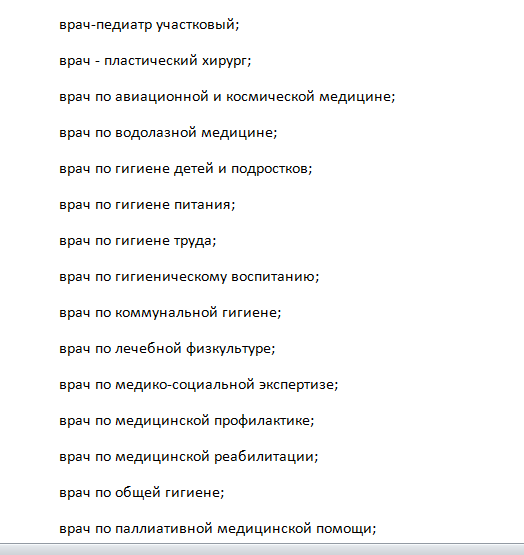 врач-педиатр участковый;
врач - пластический хирург;
врач по авиационной и космической медицине;
врач по водолазной медицине;
врач по гигиене детей и подростков;
врач по гигиене питания;
врач по гигиене труда;
врач по гигиеническому воспитанию;
врач по коммунальной гигиене;
врач по лечебной физкультуре;
врач по медико-социальной экспертизе;
врач по медицинской профилактике;
врач по медицинской реабилитации;
врач по общей гигиене;
врач по паллиативной медицинской помощи;